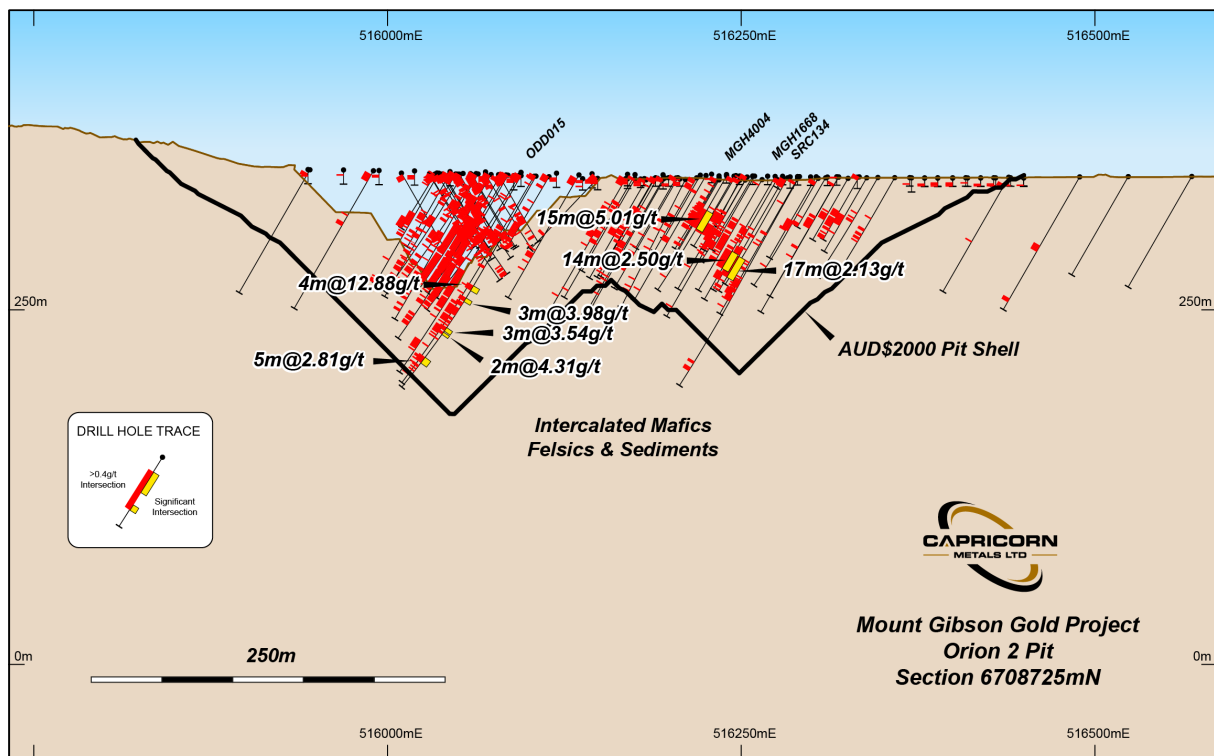 516000mE
516250mE
516500mE
ODD015
MGH4004
MGH1668
SRC134
15m@5.01g/t
14m@2.50g/t
17m@2.13g/t
4m@12.88g/t
250m
250m
3m@3.98g/t
3m@3.54g/t
AUD$2000 Pit Shell
5m@2.81g/t
2m@4.31g/t
Intercalated Mafics
Felsics & Sediments
DRILL HOLE TRACE
>0.4g/t
Intersection
Significant
Intersection
CAPRICORN
METALS LTD
Mount Gibson Gold Project
Orion 2 Pit
Section 6708725mN
0m
0m
250m
516000mE
516250mE
516500mE